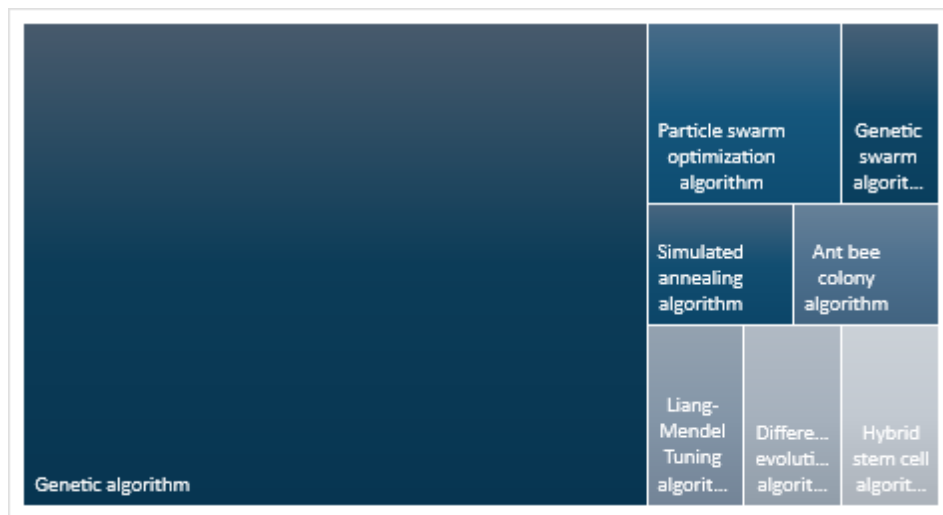 Genetic algorithm
Particle swarm
optimization
algorithm
Genetic
swarm
algorit...
Simulated
annealing
algorithm
Ant bee
colony
algorithm
Liang-
Mendel
Tuning
algorit...
Differe...
evoluti...
algorit...
Hybrid
stem cell
algorit...